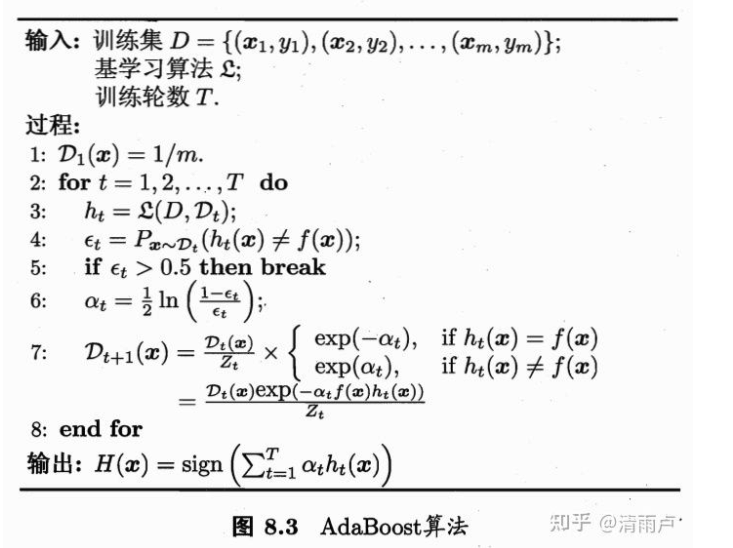 输入: 训练集 D = {(x₁, y₁), (x₂, y₂), . . . , (xₘ, yₘ)};
基学习算法 𝔏;
训练轮数 T.
过程:
1: 𝒟₁(x) = 1/m.
2: for t = 1, 2, . . . , T do
3: hₜ = 𝔏(D, 𝒟ₜ);
4: ϵₜ = Pₓ∼𝒟ₜ(hₜ(x) ≠ f(x));
5: if ϵₜ > 0.5 then break
6: αₜ = ½ ln ((1−ϵₜ)/ϵₜ);
7: 𝒟ₜ₊₁(x) = 𝒟ₜ(x)/Zₜ × { exp(−αₜ), if hₜ(x) = f(x)
exp(αₜ), if hₜ(x) ≠ f(x)
= 𝒟ₜ(x)exp(−αₜf(x)hₜ(x))/Zₜ
8: end for
输出: H(x) = sign (∑ᵀₜ₌₁ αₜhₜ(x))
图 8.3 AdaBoost算法
知乎 @清雨卢